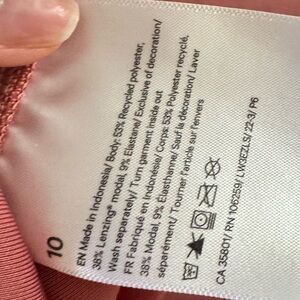 10
EN Made in Indonesia/ Body: 53% Recycled polyester,
38% Lenzing® modal, 9% Elastane/ Exclusive of decoration/
Wash separately/ Turn garment inside out
FR Fabriqué en Indonésie/ Corps: 53% Polyester recyclé,
38% Modal, 9% Élasthanne/ Sauf la décoration/ Laver
séparément/ Tourner l'article sur l'envers
CA 35801/ RN 106259/ LW3EZLS/ 22-3/ P6